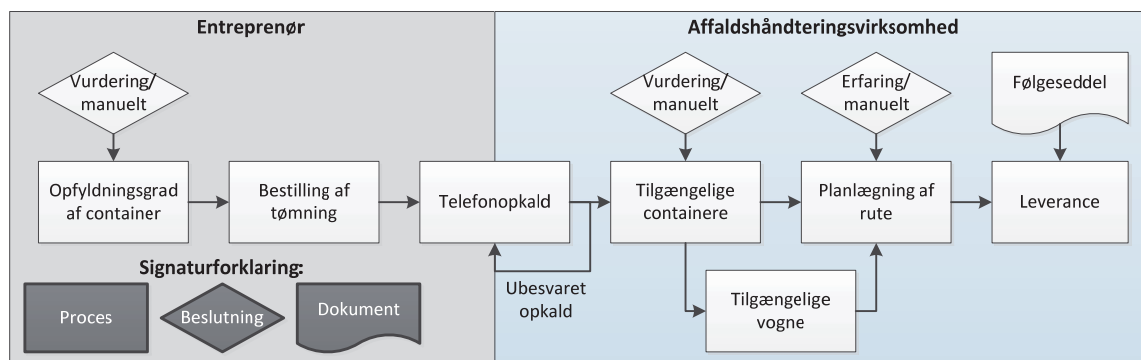 Entreprenør
Affaldshåndteringsvirksomhed
Vurdering/
manuelt
Vurdering/
manuelt
Erfaring/
manuelt
Følgeseddel
Opfyldningsgrad
af container
Bestilling af
tømning
Telefonopkald
Tilgængelige
containere
Planlægning af
rute
Leverance
Ubesvaret
opkald
Tilgængelige
vogne
Signaturforklaring:
Proces
Beslutning
Dokument